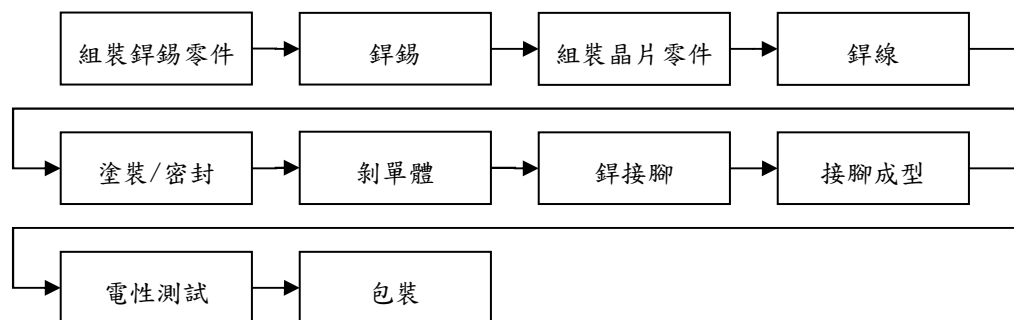 組裝銲錫零件
銲錫
組裝晶片零件
銲線
塗裝/密封
剝單體
銲接腳
接腳成型
電性測試
包裝